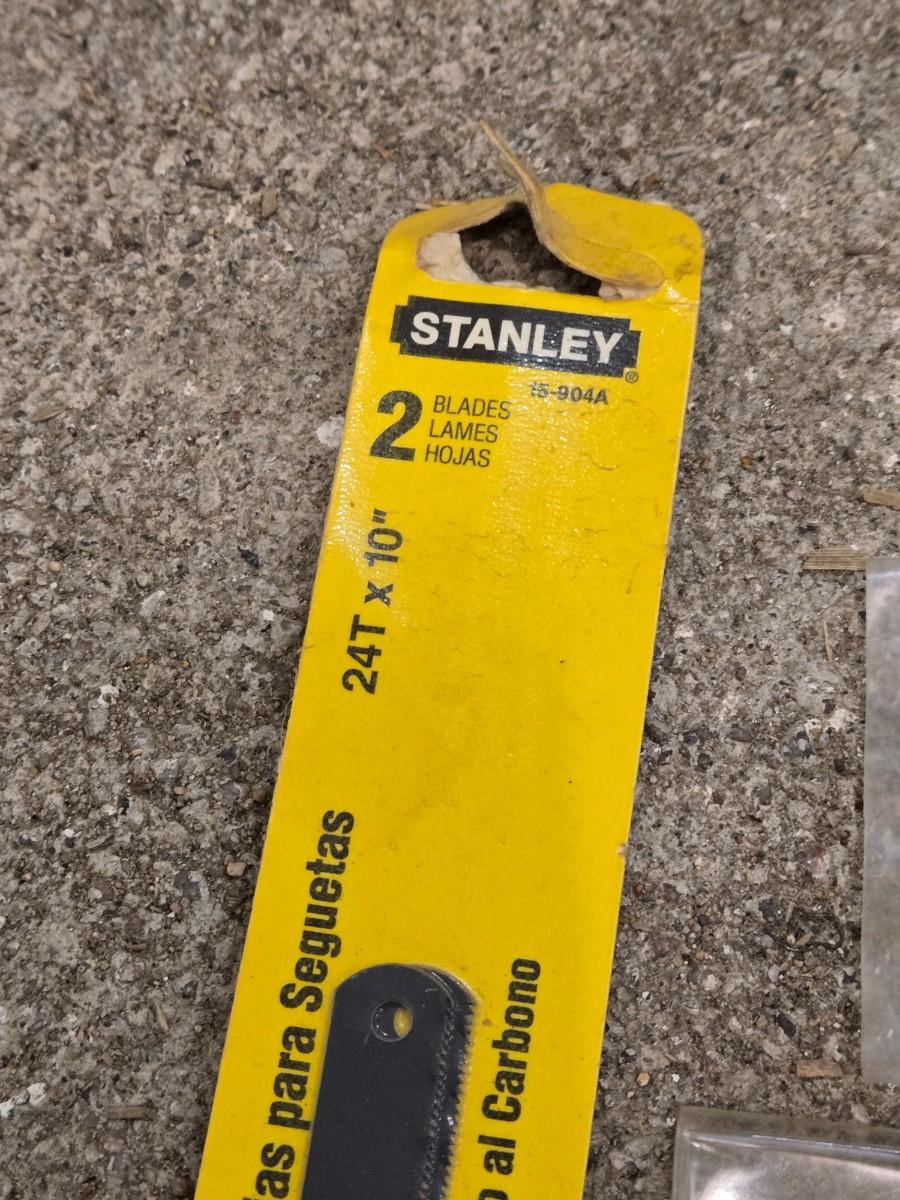 STANLEY®
15-904A
2 BLADES
LAMES
HOJAS
24T x 10"
para Seguetas
al Carbono